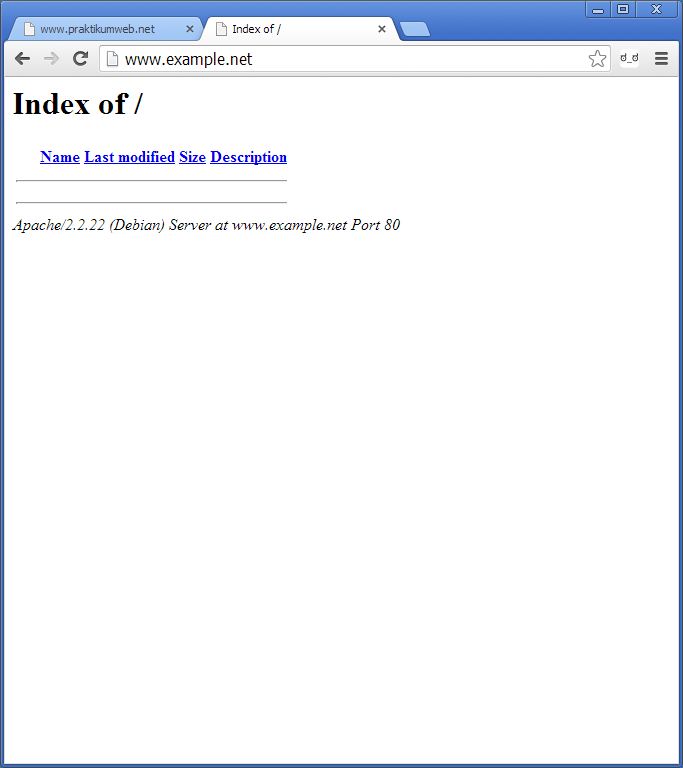 www.praktikumweb.net
Index of /
www.example.net
ಠ_ಠ
Index of /
Name Last modified Size Description
Apache/2.2.22 (Debian) Server at www.example.net Port 80